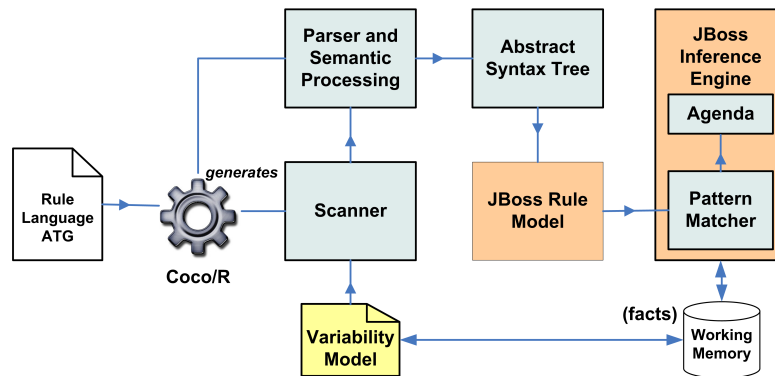 Parser and
Semantic
Processing
Abstract
Syntax Tree
JBoss
Inference
Engine
Agenda
generates
Rule
Language
ATG
Scanner
JBoss Rule
Model
Pattern
Matcher
Coco/R
Variability
Model
(facts)
Working
Memory